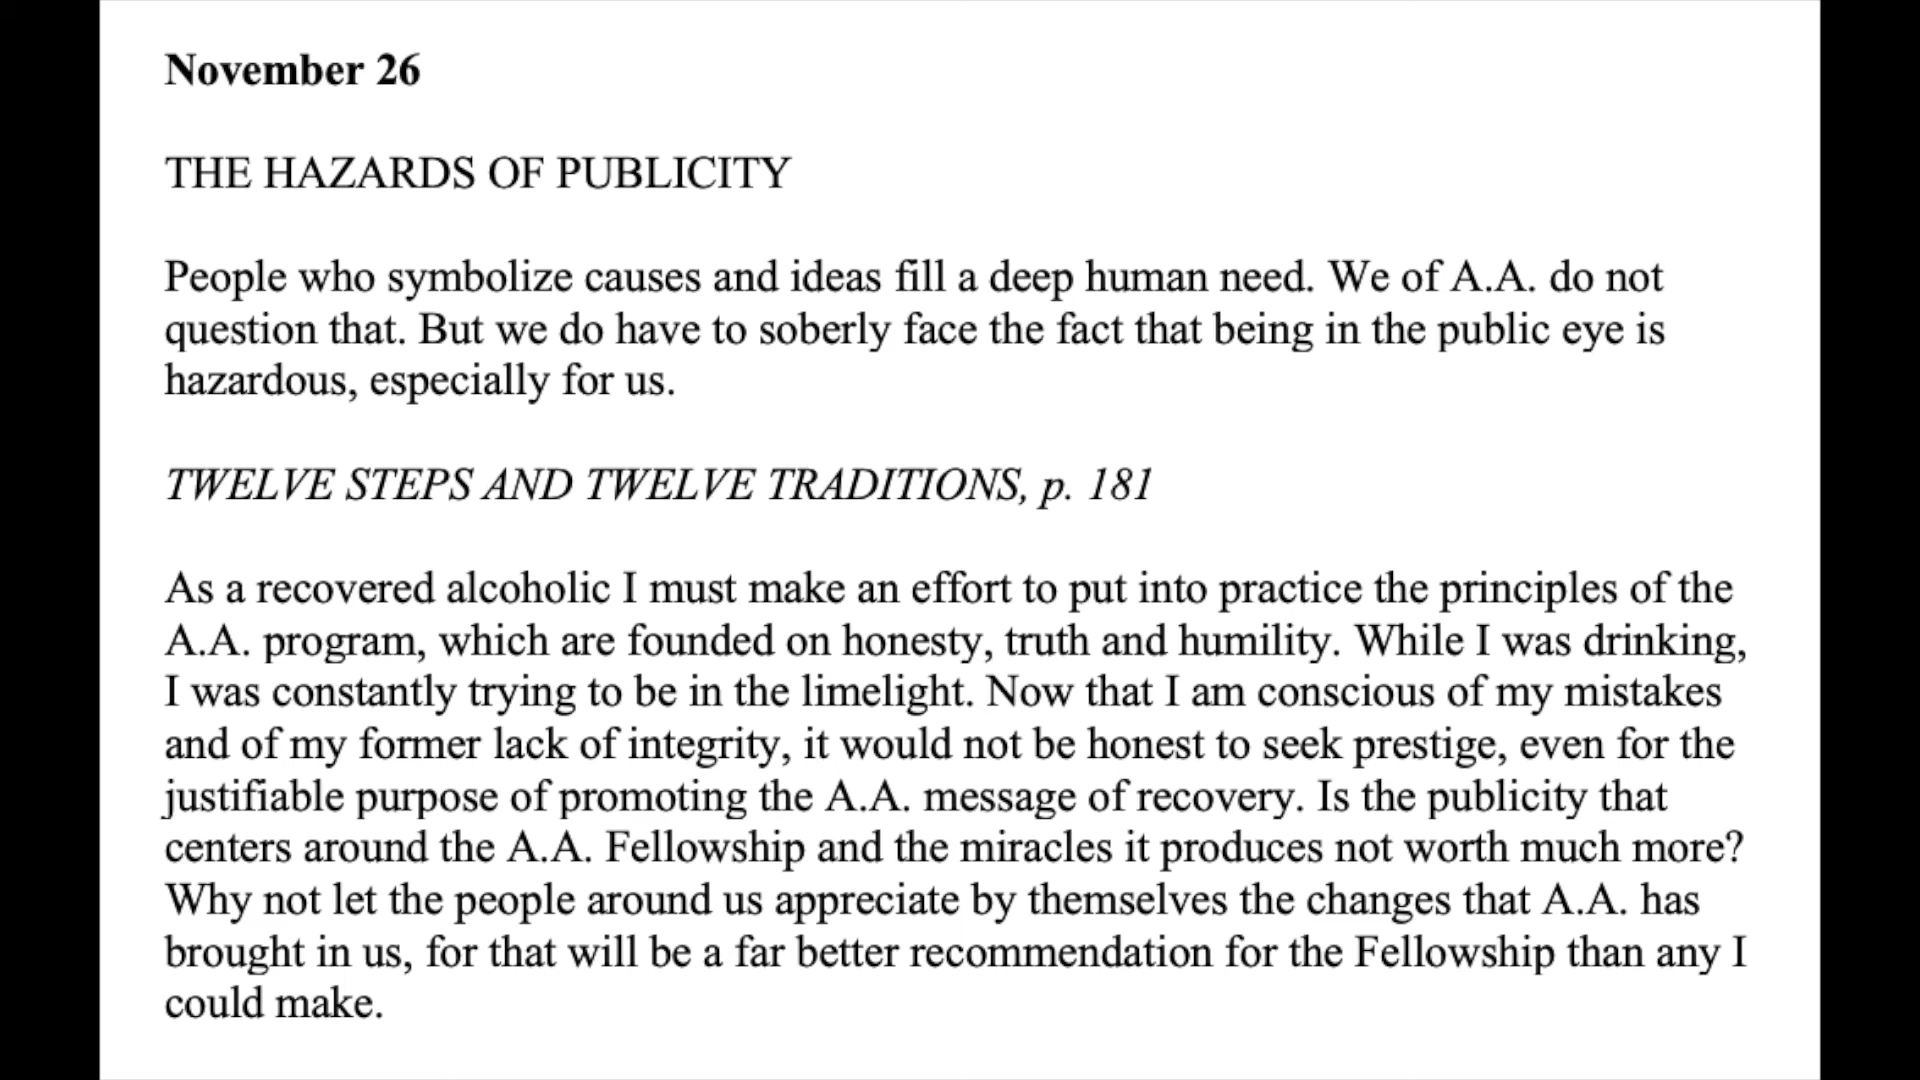 November 26
THE HAZARDS OF PUBLICITY
People who symbolize causes and ideas fill a deep human need. We of A.A. do not
question that. But we do have to soberly face the fact that being in the public eye is
hazardous, especially for us.
TWELVE STEPS AND TWELVE TRADITIONS, p. 181
As a recovered alcoholic I must make an effort to put into practice the principles of the
A.A. program, which are founded on honesty, truth and humility. While I was drinking,
I was constantly trying to be in the limelight. Now that I am conscious of my mistakes
and of my former lack of integrity, it would not be honest to seek prestige, even for the
justifiable purpose of promoting the A.A. message of recovery. Is the publicity that
centers around the A.A. Fellowship and the miracles it produces not worth much more?
Why not let the people around us appreciate by themselves the changes that A.A. has
brought in us, for that will be a far better recommendation for the Fellowship than any I
could make.